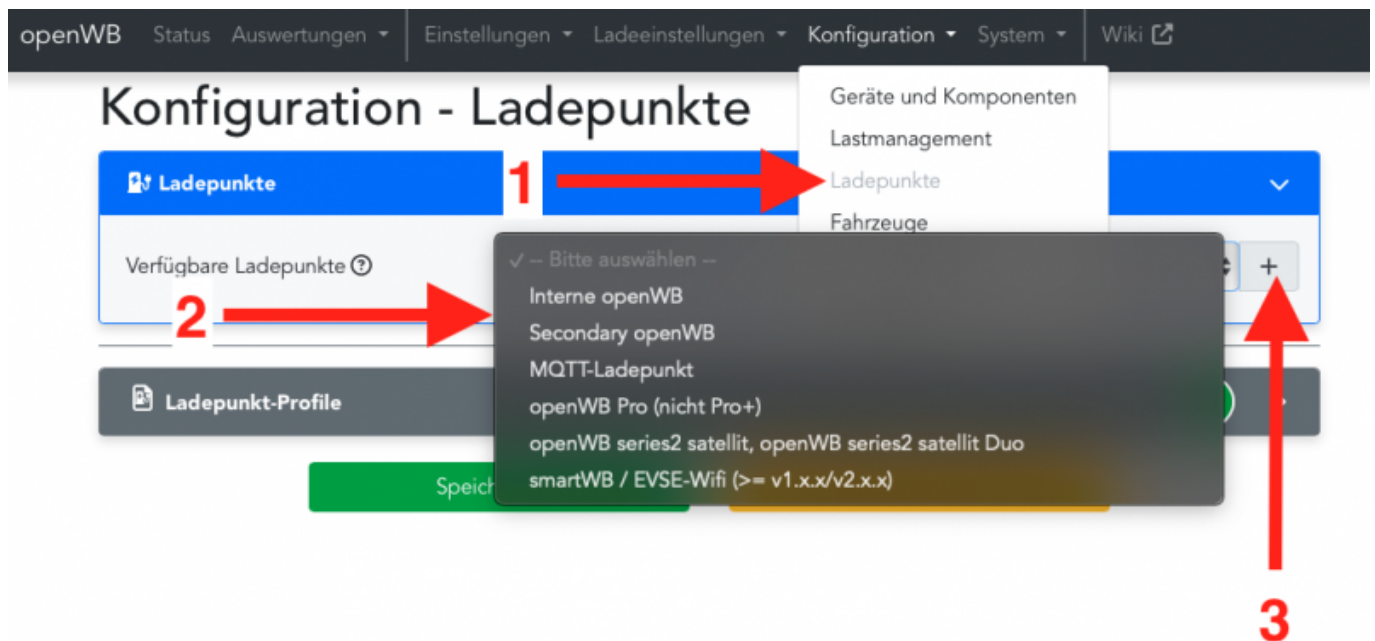 openWB Status Auswertungen Einstellungen Ladeeinstellungen Konfiguration System Wiki
Konfiguration - Ladepunkte
Geräte und Komponenten
Lastmanagement
Ladepunkte
1
Ladepunkte
Fahrzeuge
Verfügbare Ladepunkte
-- Bitte auswählen --
+
Interne openWB
2
Secondary openWB
MQTT-Ladepunkt
Ladepunkt-Profile
openWB Pro (nicht Pro+)
openWB series2 satellit, openWB series2 satellit Duo
Speich
smartWB / EVSE-Wifi (>= v1.x.x/v2.x.x)
3